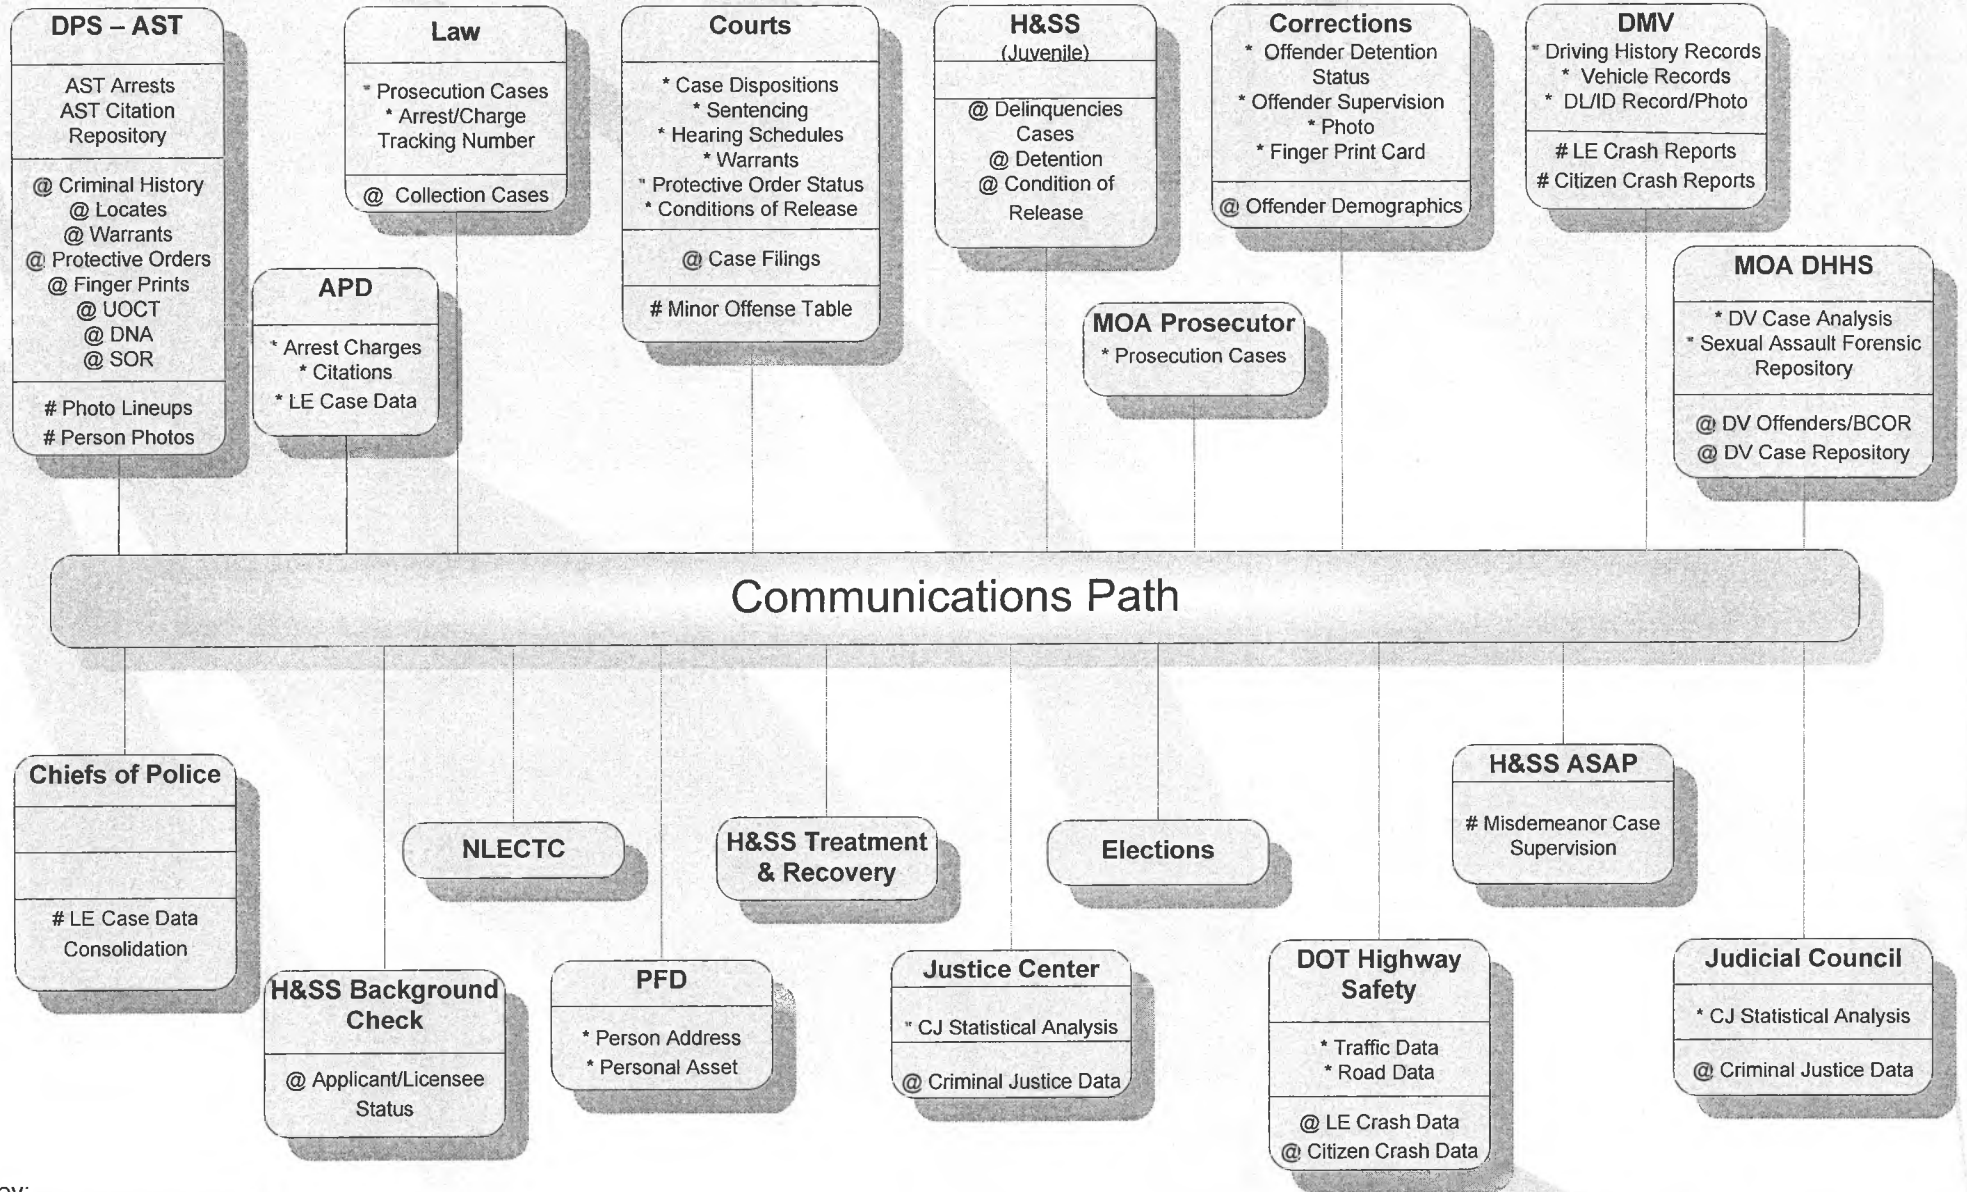 DPS – AST
AST Arrests
AST Citation
Repository
@ Criminal History
@ Locates
@ Warrants
@ Protective Orders
@ Finger Prints
@ UOCT
@ DNA
@ SOR
# Photo Lineups
# Person Photos
APD
* Arrest Charges
* Citations
* LE Case Data
Law
* Prosecution Cases
* Arrest/Charge
Tracking Number
@ Collection Cases
Courts
* Case Dispositions
* Sentencing
* Hearing Schedules
* Warrants
* Protective Order Status
* Conditions of Release
@ Case Filings
# Minor Offense Table
H&SS
(Juvenile)
@ Delinquencies
Cases
@ Detention
@ Condition of
Release
MOA Prosecutor
* Prosecution Cases
Corrections
* Offender Detention
Status
* Offender Supervision
* Photo
* Finger Print Card
@ Offender Demographics
DMV
* Driving History Records
* Vehicle Records
* DL/ID Record/Photo
# LE Crash Reports
# Citizen Crash Reports
MOA DHHS
* DV Case Analysis
* Sexual Assault Forensic
Repository
@ DV Offenders/BCOR
@ DV Case Repository
Communications Path
Chiefs of Police
# LE Case Data
Consolidation
H&SS Background
Check
@ Applicant/Licensee
Status
NLECTC
PFD
* Person Address
* Personal Asset
H&SS Treatment
& Recovery
Justice Center
* CJ Statistical Analysis
@ Criminal Justice Data
Elections
DOT Highway
Safety
* Traffic Data
* Road Data
@ LE Crash Data
@ Citizen Crash Data
H&SS ASAP
# Misdemeanor Case
Supervision
Judicial Council
* CJ Statistical Analysis
@ Criminal Justice Data